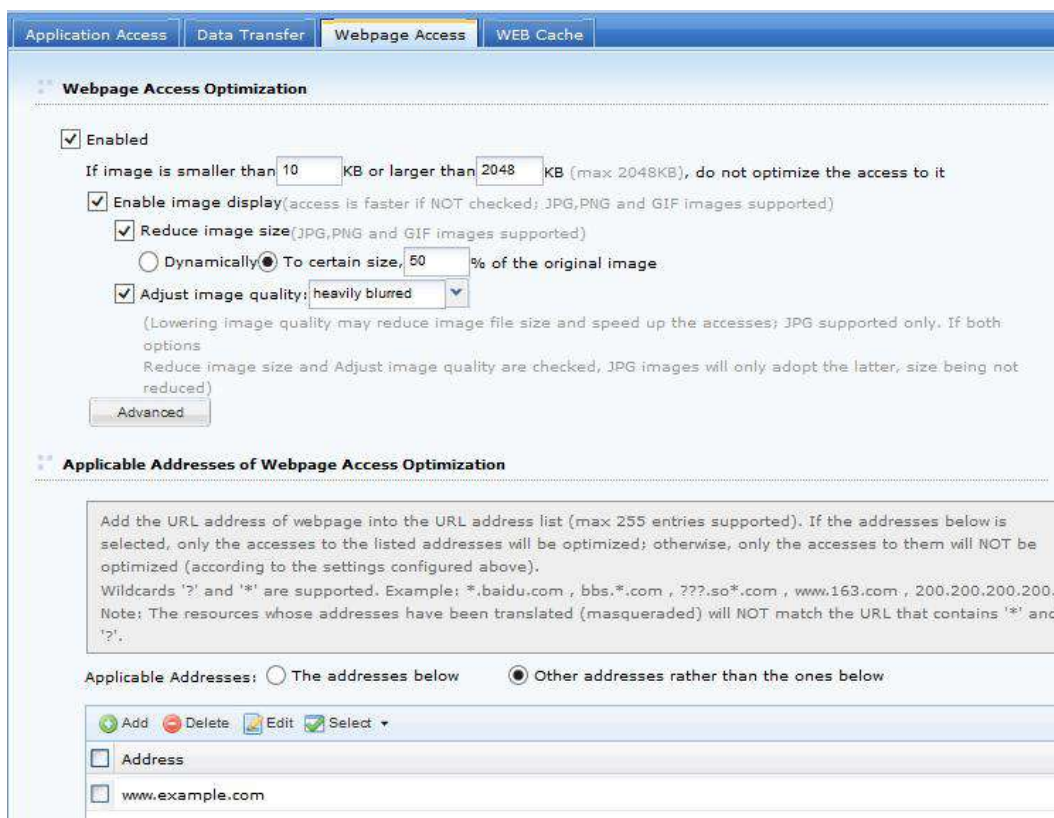 Application Access Data Transfer Webpage Access WEB Cache
Webpage Access Optimization
Enabled
If image is smaller than 10 KB or larger than 2048 KB (max 2048KB), do not optimize the access to it
Enable image display(access is faster if NOT checked; JPG,PNG and GIF images supported)
Reduce image size(JPG,PNG and GIF images supported)
Dynamically To certain size, 50 % of the original image
Adjust image quality: heavily blurred
(Lowering image quality may reduce image file size and speed up the accesses; JPG supported only. If both
options
Reduce image size and Adjust image quality are checked, JPG images will only adopt the latter, size being not
reduced)
Advanced
Applicable Addresses of Webpage Access Optimization
Add the URL address of webpage into the URL address list (max 255 entries supported). If the addresses below is
selected, only the accesses to the listed addresses will be optimized; otherwise, only the accesses to them will NOT be
optimized (according to the settings configured above).
Wildcards '?' and '*' are supported. Example: *.baidu.com , bbs.*.com , ???.so*.com , www.163.com , 200.200.200.200.
Note: The resources whose addresses have been translated (masqueraded) will NOT match the URL that contains '*' and
'?'.
Applicable Addresses: The addresses below Other addresses rather than the ones below
Add Delete Edit Select
Address
www.example.com